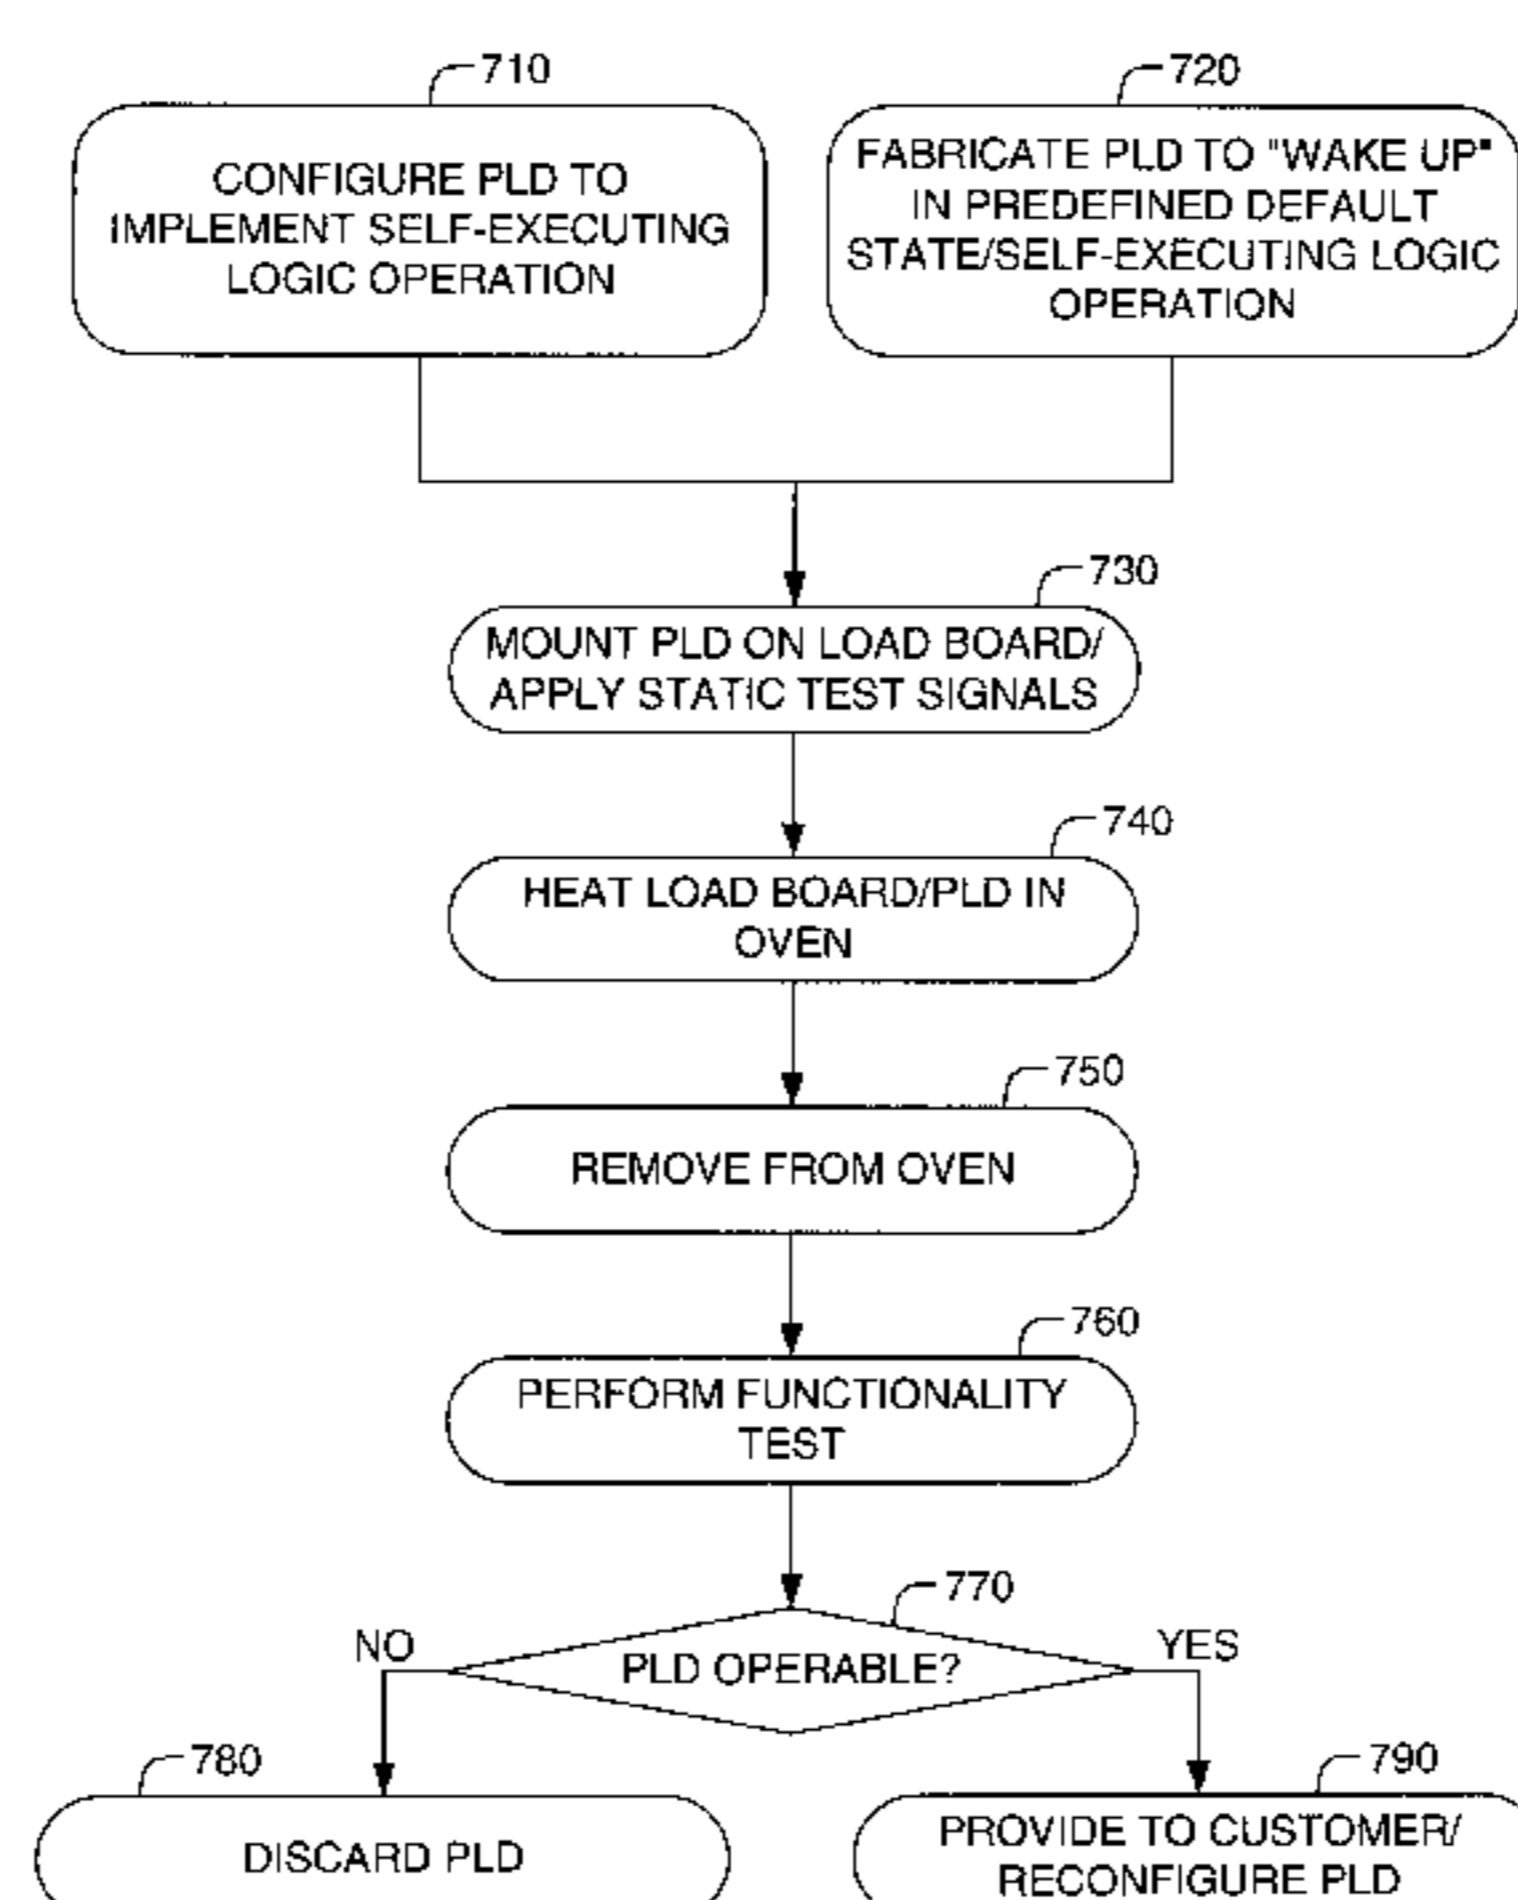 710
CONFIGURE PLD TO
IMPLEMENT SELF-EXECUTING
LOGIC OPERATION
720
FABRICATE PLD TO "WAKE UP"
IN PREDEFINED DEFAULT
STATE/SELF-EXECUTING LOGIC
OPERATION
730
MOUNT PLD ON LOAD BOARD/
APPLY STATIC TEST SIGNALS
740
HEAT LOAD BOARD/PLD IN
OVEN
750
REMOVE FROM OVEN
760
PERFORM FUNCTIONALITY
TEST
770
PLD OPERABLE?
NO
YES
780
DISCARD PLD
790
PROVIDE TO CUSTOMER/
RECONFIGURE PLD